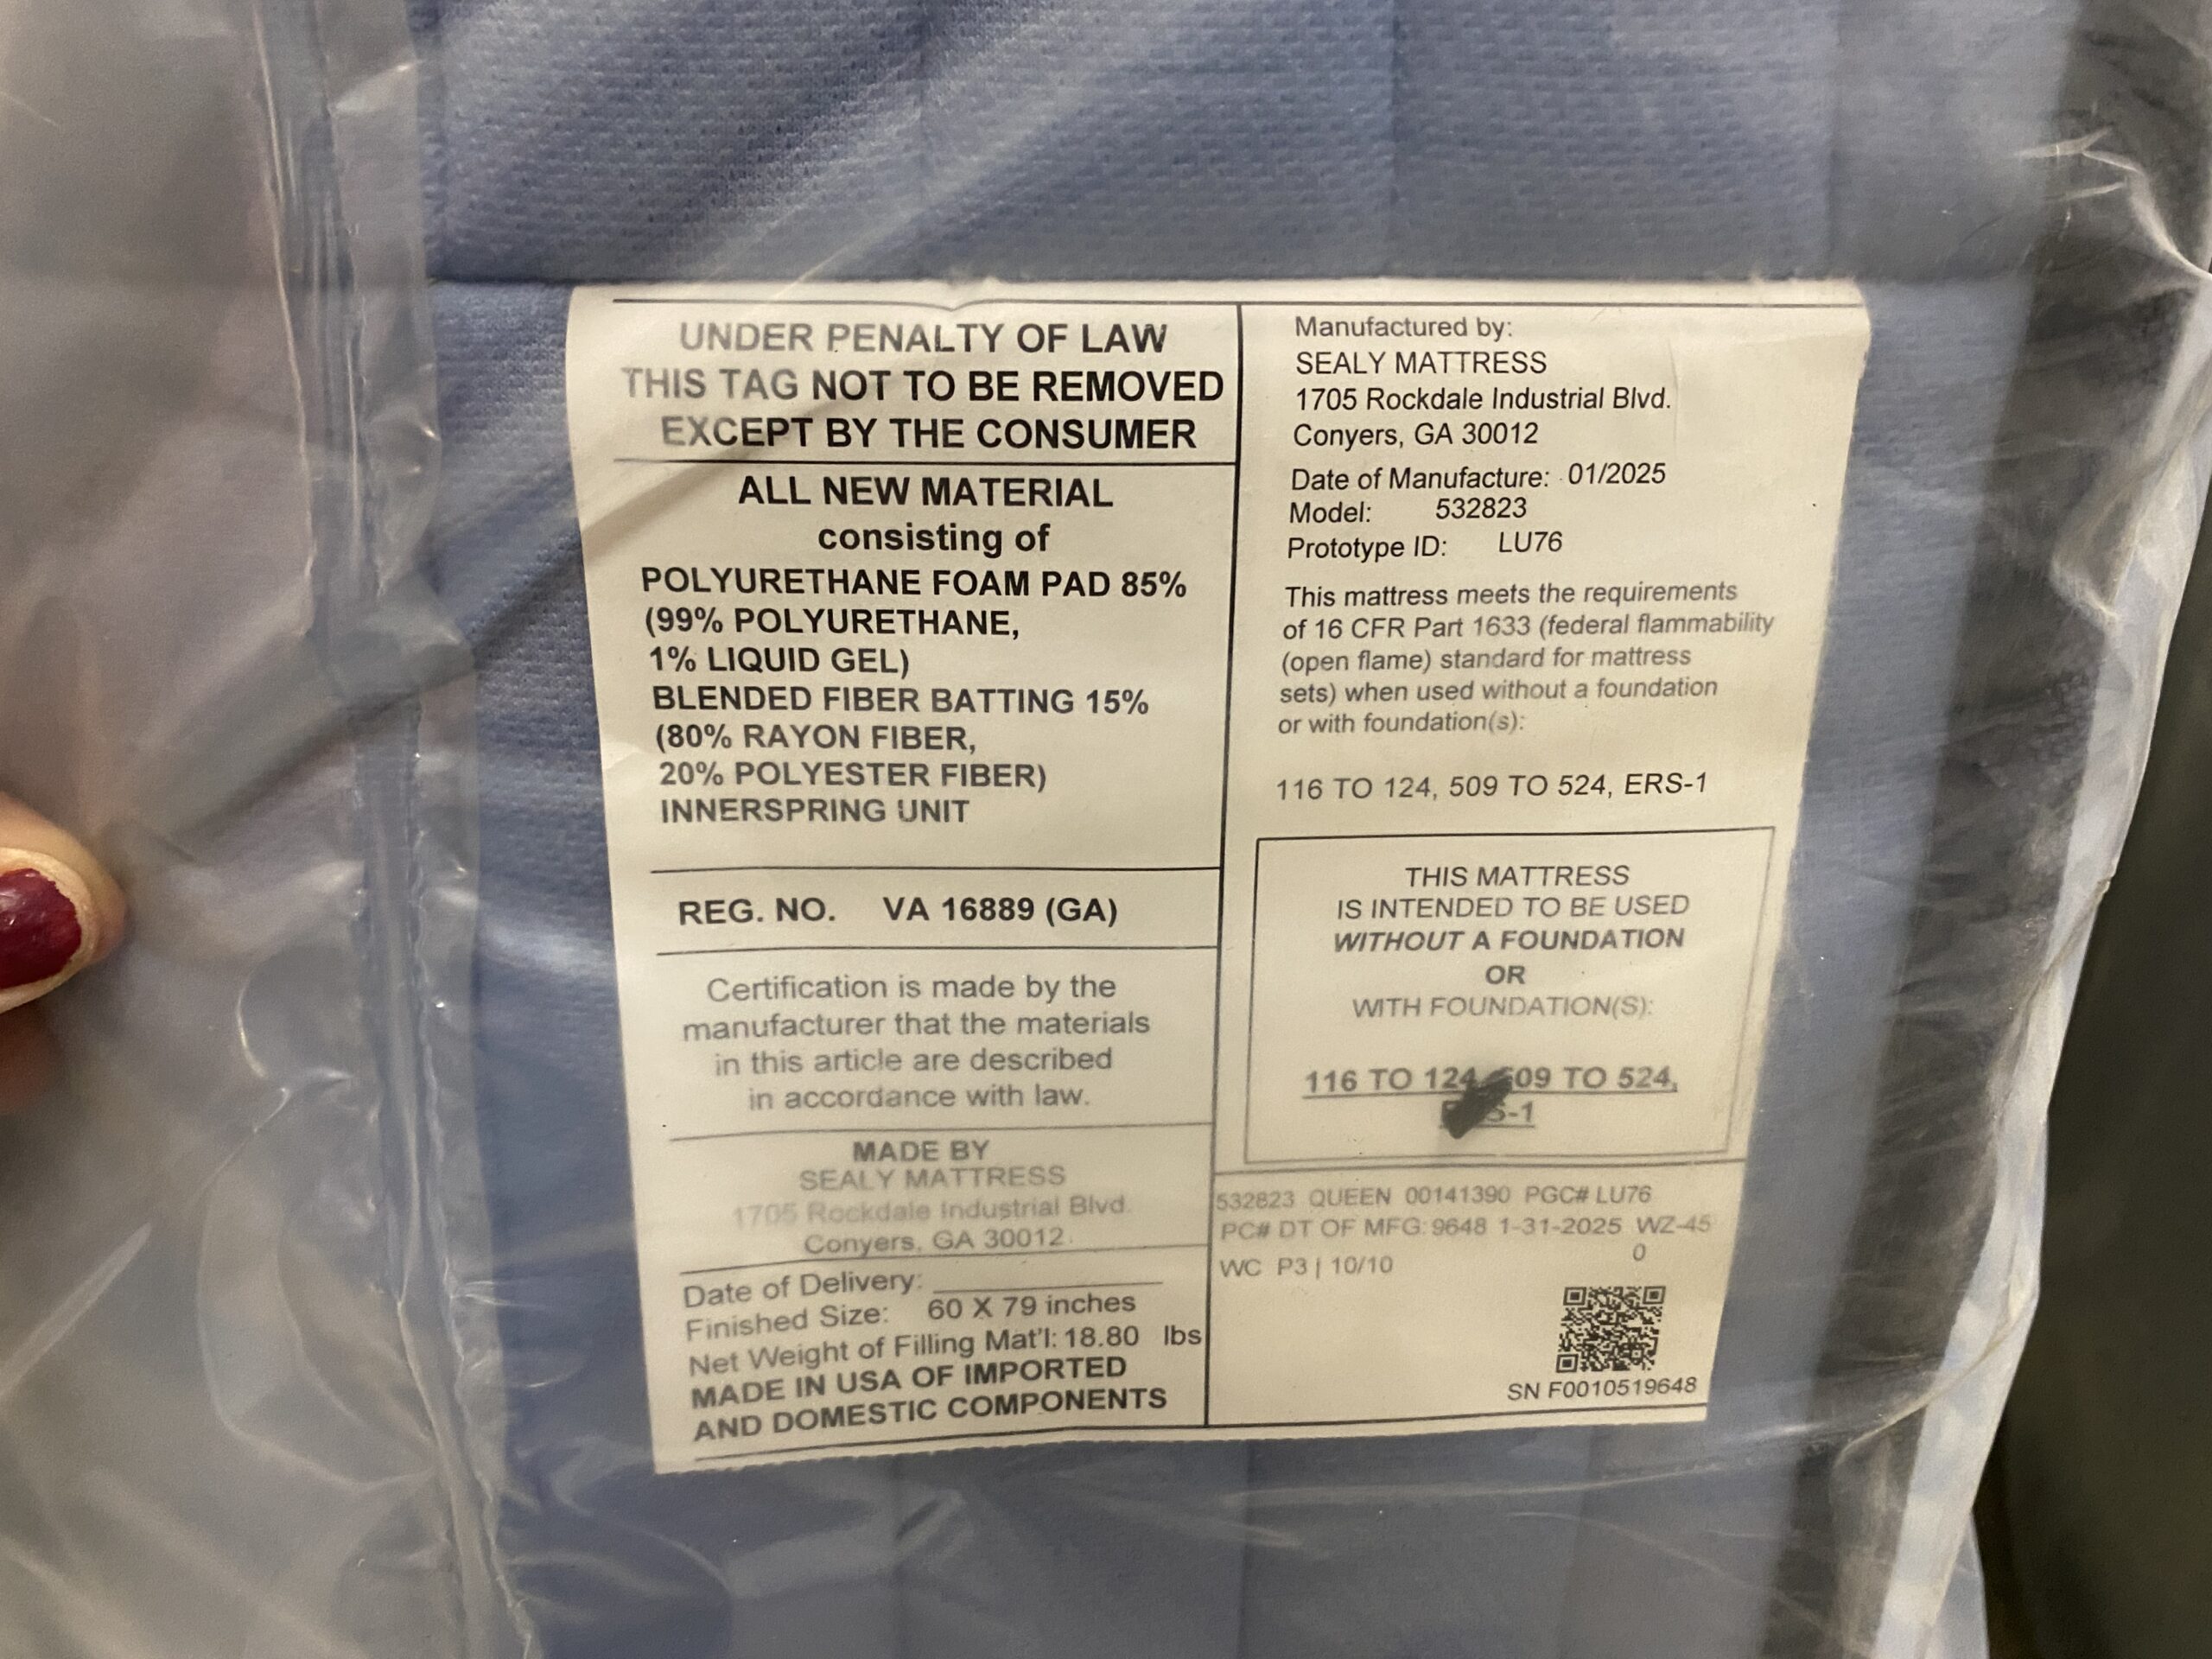 UNDER PENALTY OF LAW
THIS TAG NOT TO BE REMOVED
EXCEPT BY THE CONSUMER
ALL NEW MATERIAL
consisting of
POLYURETHANE FOAM PAD 85%
(99% POLYURETHANE,
1% LIQUID GEL)
BLENDED FIBER BATTING 15%
(80% RAYON FIBER,
20% POLYESTER FIBER)
INNERSPRING UNIT
REG. NO. VA 16889 (GA)
Certification is made by the
manufacturer that the materials
in this article are described
in accordance with law.
MADE BY
SEALY MATTRESS
1705 Rockdale Industrial Blvd.
Conyers, GA 30012
Date of Delivery:
Finished Size: 60 X 79 inches
Net Weight of Filling Mat'l: 18.80 lbs
MADE IN USA OF IMPORTED
AND DOMESTIC COMPONENTS
Manufactured by:
SEALY MATTRESS
1705 Rockdale Industrial Blvd.
Conyers, GA 30012
Date of Manufacture: 01/2025
Model: 532823
Prototype ID: LU76
This mattress meets the requirements
of 16 CFR Part 1633 (federal flammability
(open flame) standard for mattress
sets) when used without a foundation
or with foundation(s):
116 TO 124, 509 TO 524, ERS-1
THIS MATTRESS
IS INTENDED TO BE USED
WITHOUT A FOUNDATION
OR
WITH FOUNDATION(S):
116 TO 124, 509 TO 524,
ERS-1
532823 QUEEN 00141390 PGC# LU76
PC# DT OF MFG: 9648 1-31-2025 WZ-45
0
WC P3 | 10/10
SN F0010519648